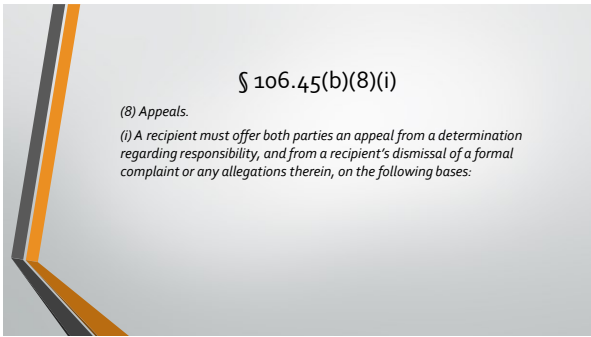 § 106.45(b)(8)(i)
(8) Appeals.
(i) A recipient must offer both parties an appeal from a determination
regarding responsibility, and from a recipient's dismissal of a formal
complaint or any allegations therein, on the following bases: